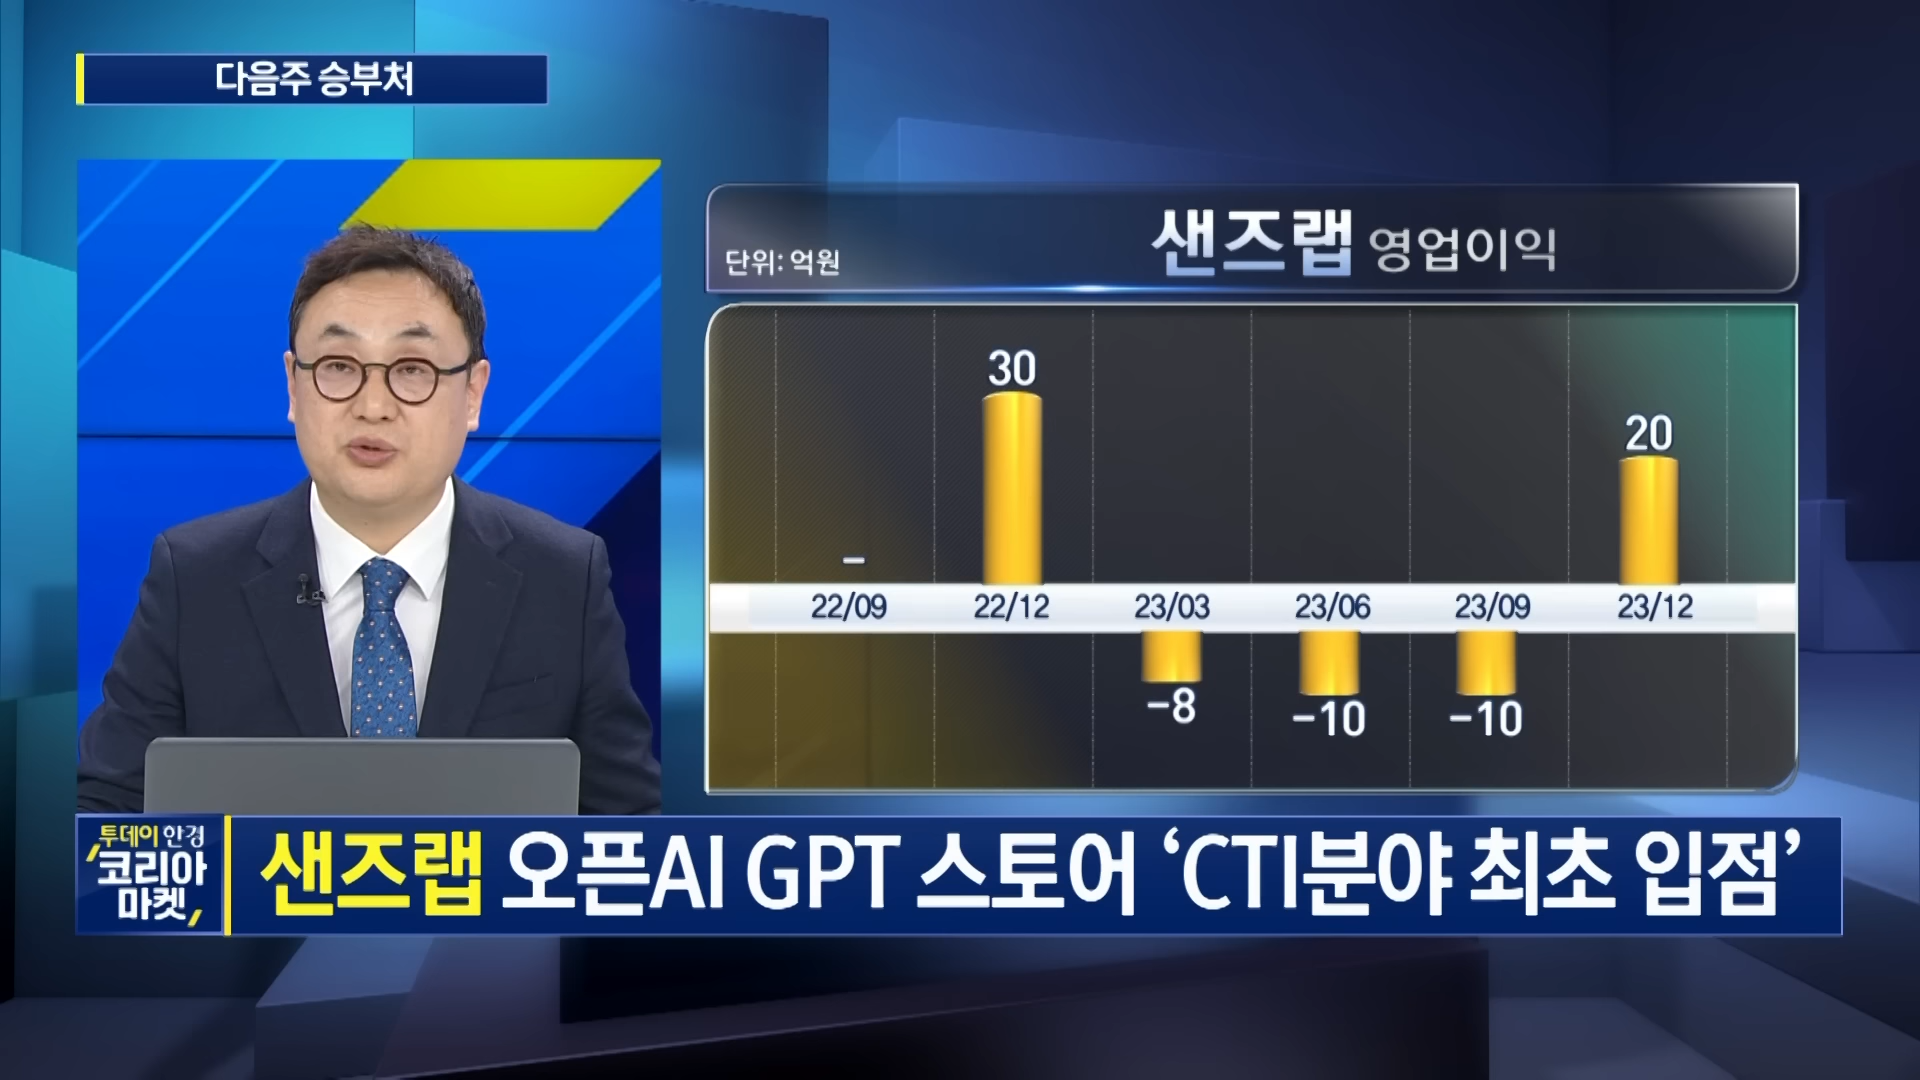 다음주 승부처
단위: 억원
샌즈랩 영업이익
30
20
–
22/09 22/12 23/03 23/06 23/09 23/12
-8
-10
-10
투데이 한경
코리아
마켓
샌즈랩 오픈AI GPT 스토어 ‘CTI분야 최초 입점’